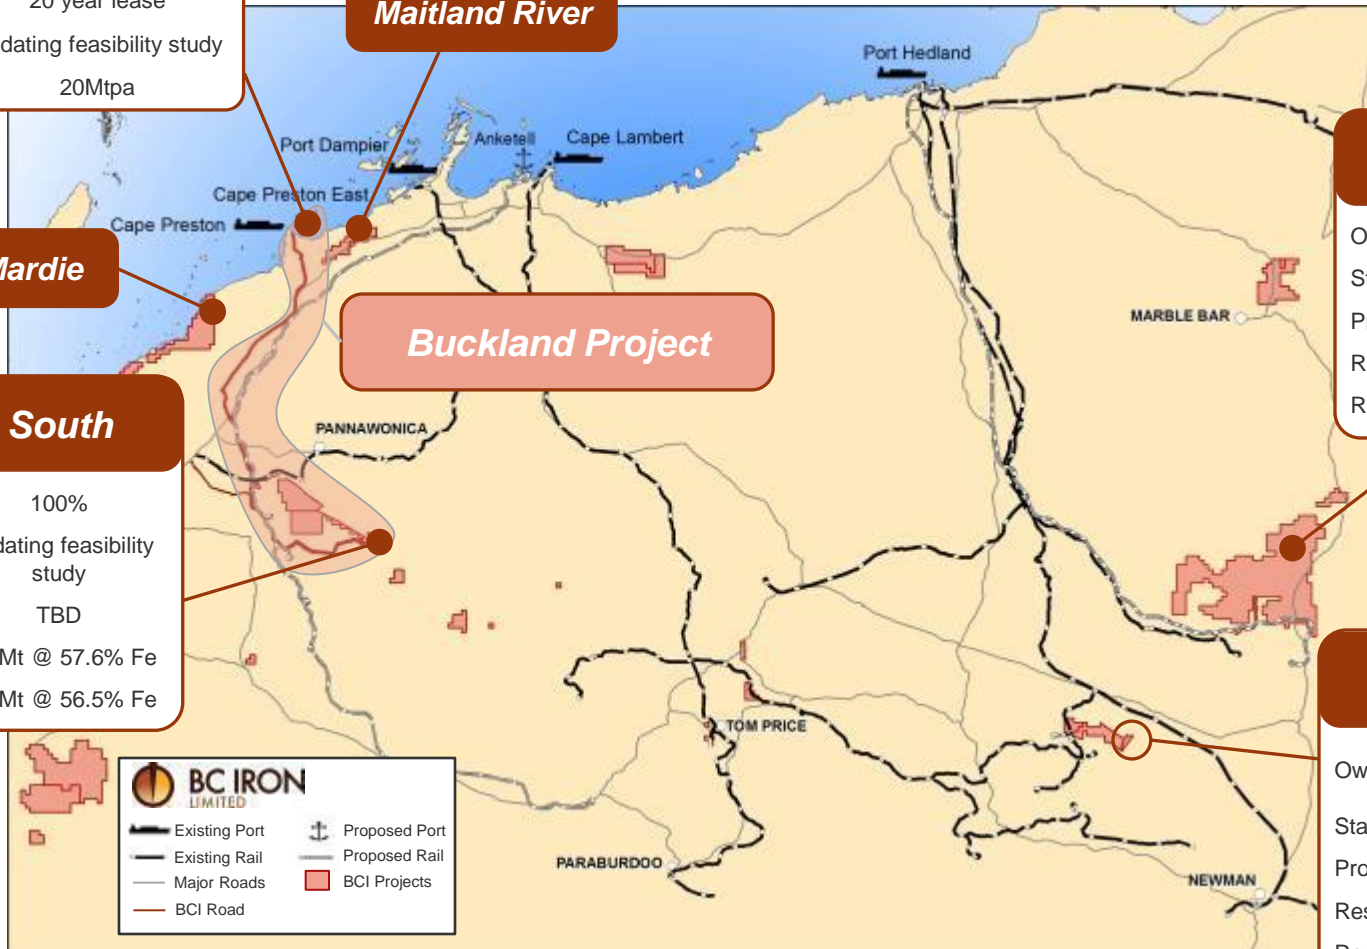 20 year lease
dating feasibility study
20Mtpa
Maitland River
Port Hedland
Port Dampier
Anketell
Cape Lambert
Cape Preston East
Cape Preston
Mardie
Buckland Project
MARBLE BAR
South
PANNAWONICA
100%
dating feasibility
study
TBD
Mt @ 57.6% Fe
Mt @ 56.5% Fe
TOM PRICE
BC IRON
LIMITED
Existing Port
Proposed Port
Existing Rail
Proposed Rail
Major Roads
BCI Projects
BCI Road
PARABURDOO
NEWMAN
O
S
P
R
R
Ow
Sta
Pro
Res